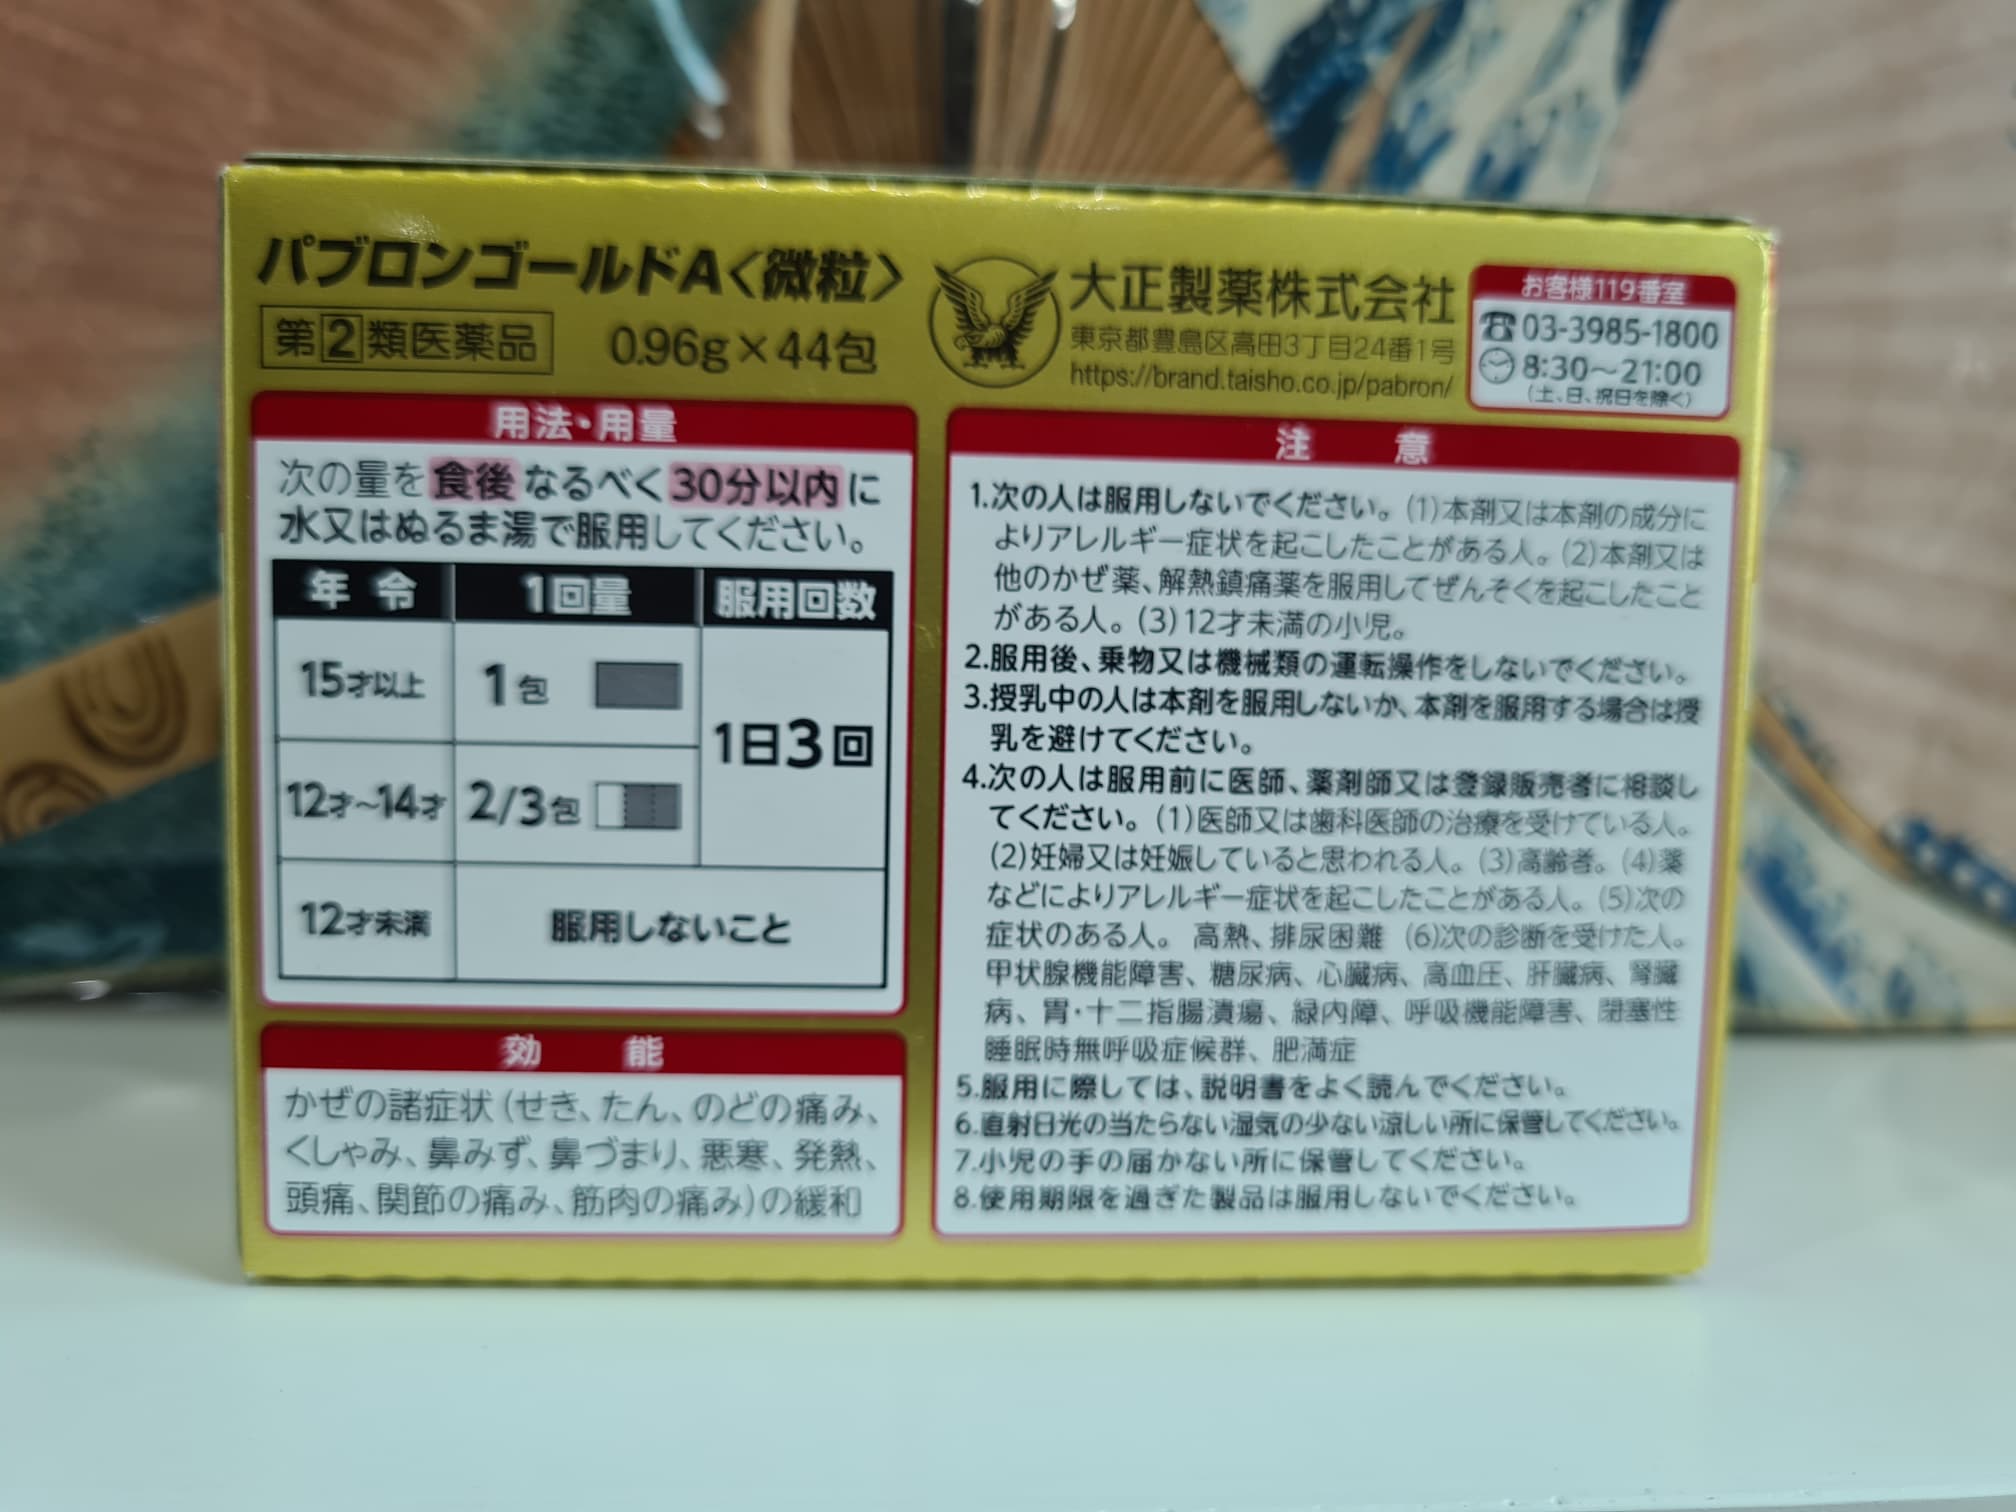 パブロンゴールドA〈微粒〉
第2類医薬品 0.96g×44包
大正製薬株式会社
東京都豊島区高田3丁目24番1号
https://brand.taisho.co.jp/pabron/
お客様119番室
03-3985-1800
8:30〜21:00
(土、日、祝日を除く)
用法・用量
次の量を食後なるべく30分以内に
水又はぬるま湯で服用してください。
年令 1回量 服用回数
15才以上 1包
1日3回
12才〜14才 2/3包
12才未満 服用しないこと
効能
かぜの諸症状(せき、たん、のどの痛み、
くしゃみ、鼻みず、鼻づまり、悪寒、発熱、
頭痛、関節の痛み、筋肉の痛み)の緩和
注意
1.次の人は服用しないでください。(1)本剤又は本剤の成分に
よりアレルギー症状を起こしたことがある人。(2)本剤又は
他のかぜ薬、解熱鎮痛薬を服用してぜんそくを起こしたこと
がある人。(3)12才未満の小児。
2.服用後、乗物又は機械類の運転操作をしないでください。
3.授乳中の人は本剤を服用しないか、本剤を服用する場合は授
乳を避けてください。
4.次の人は服用前に医師、薬剤師又は登録販売者に相談し
てください。(1)医師又は歯科医師の治療を受けている人。
(2)妊婦又は妊娠していると思われる人。(3)高齢者。(4)薬
などによりアレルギー症状を起こしたことがある人。(5)次の
症状のある人。 高熱、排尿困難 (6)次の診断を受けた人。
甲状腺機能障害、糖尿病、心臓病、高血圧、肝臓病、腎臓
病、胃・十二指腸潰瘍、緑内障、呼吸機能障害、閉塞性
睡眠時無呼吸症候群、肥満症
5.服用に際しては、説明書をよく読んでください。
6.直射日光の当たらない湿気の少ない涼しい所に保管してください。
7.小児の手の届かない所に保管してください。
8.使用期限を過ぎた製品は服用しないでください。